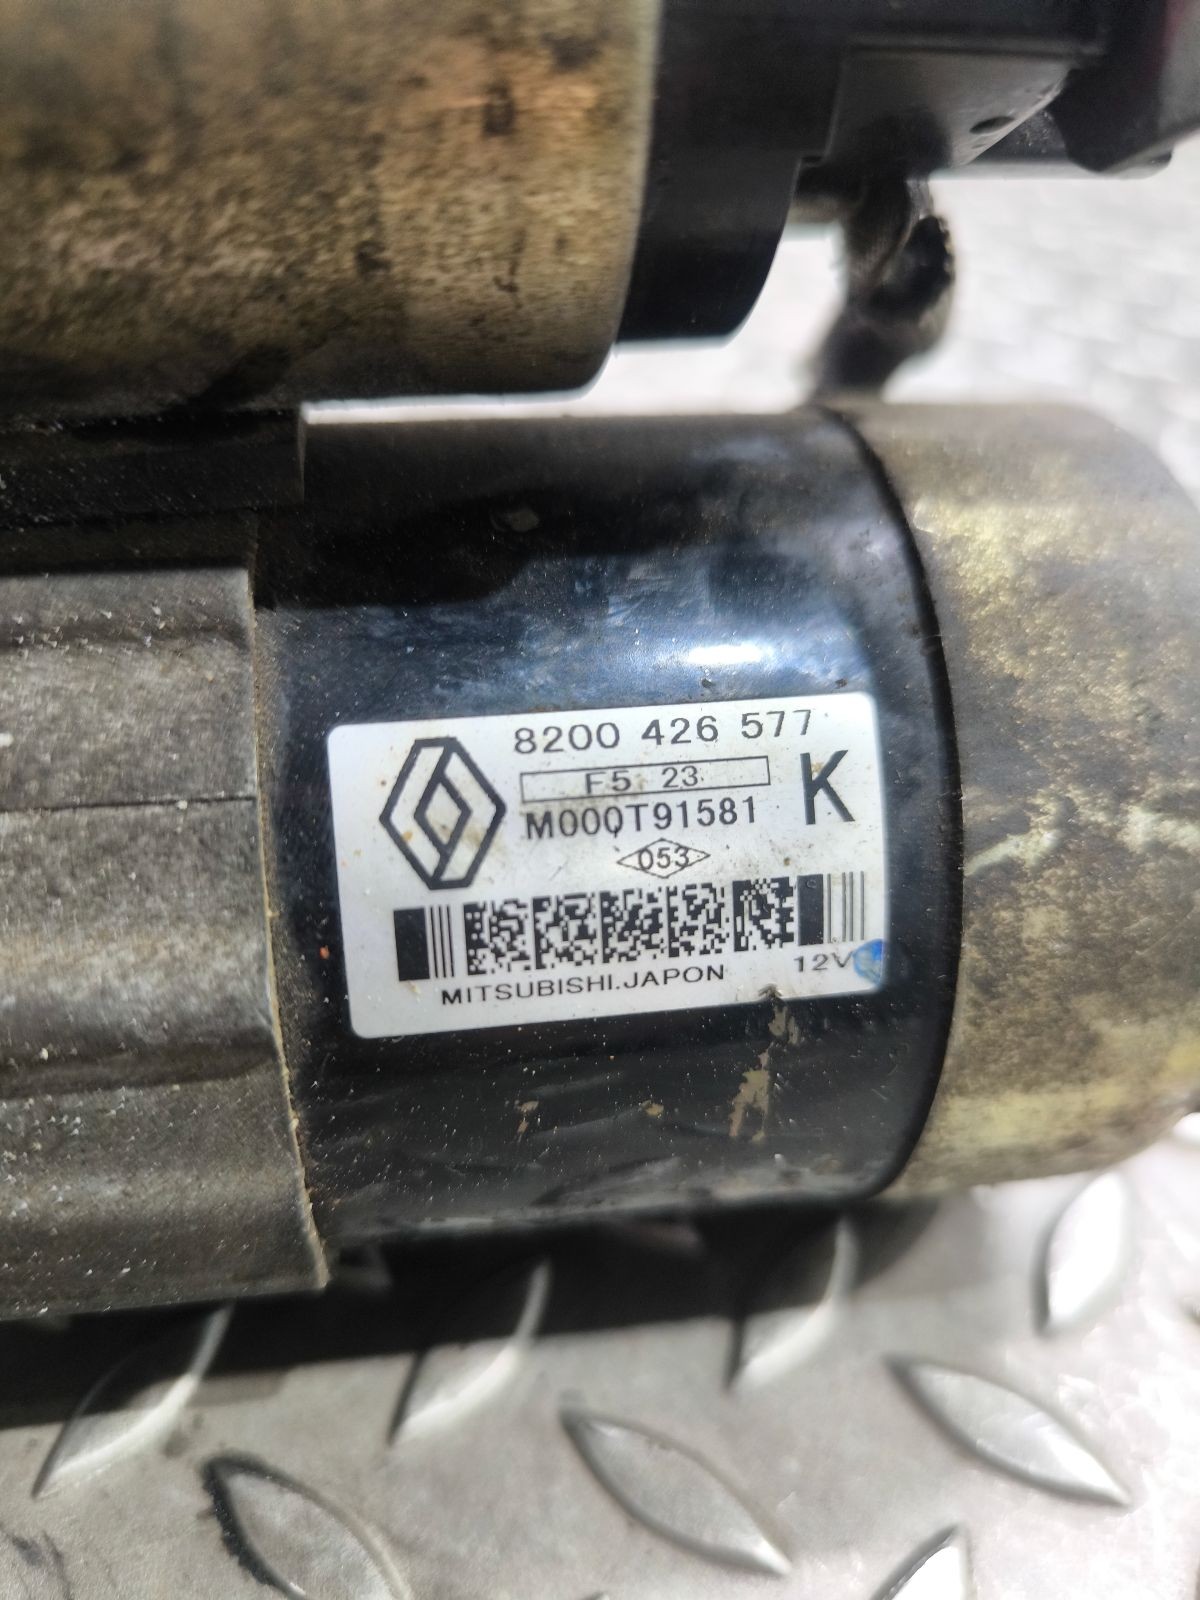 8200 426 577
F5 23
K
M000T91581
053
MITSUBISHI.JAPON
12V